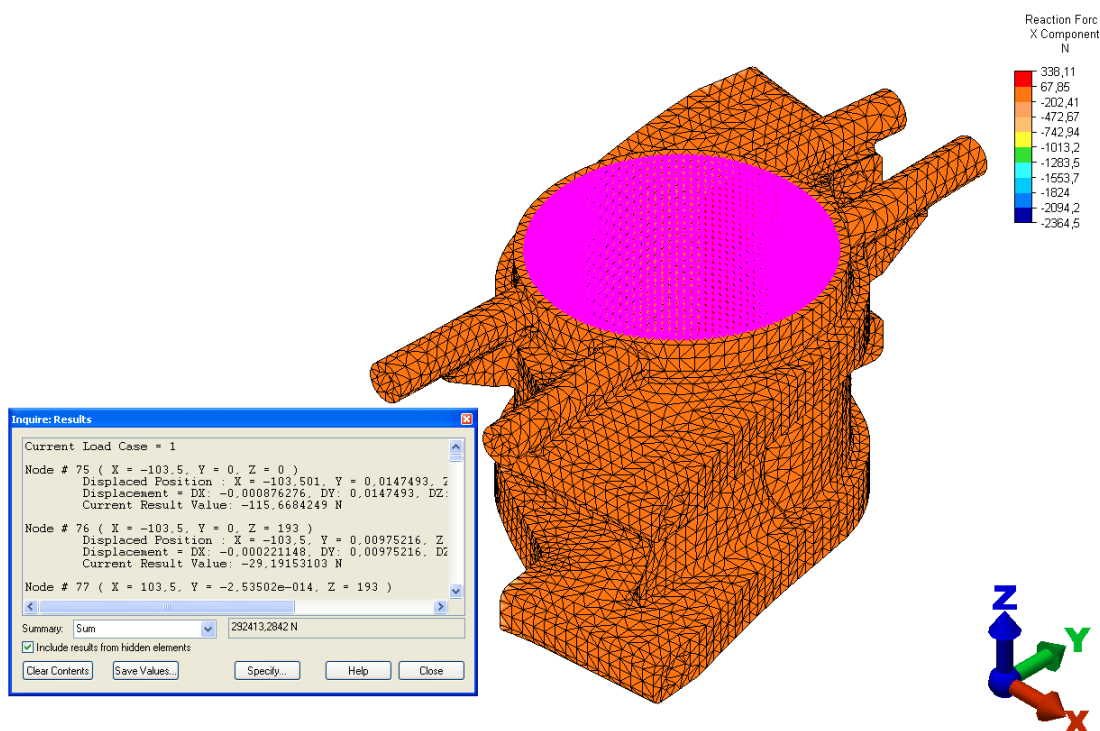 Reaction Forc
X Component
N
338,11
67,85
-202,41
-472,67
-742,94
-1013,2
-1283,5
-1553,7
-1824
-2094,2
-2364,5
Inquire: Results
Current Load Case = 1
Node # 75 ( X = -103,5, Y = 0, Z = 0 )
Displaced Position : X = -103,501, Y = 0,0147493, Z
Displacement = DX: -0,000876276, DY: 0,0147493, DZ:
Current Result Value: -115,6684249 N
Node # 76 ( X = -103,5, Y = 0, Z = 193 )
Displaced Position : X = -103,5, Y = 0,00975216, Z
Displacement = DX: -0,000221148, DY: 0,00975216, DZ
Current Result Value: -29,19153103 N
Node # 77 ( X = 103,5, Y = -2,53502e-014, Z = 193 )
Summary: Sum 292413,2842 N
Include results from hidden elements
Clear Contents Save Values... Specify... Help Close
Z
Y
X